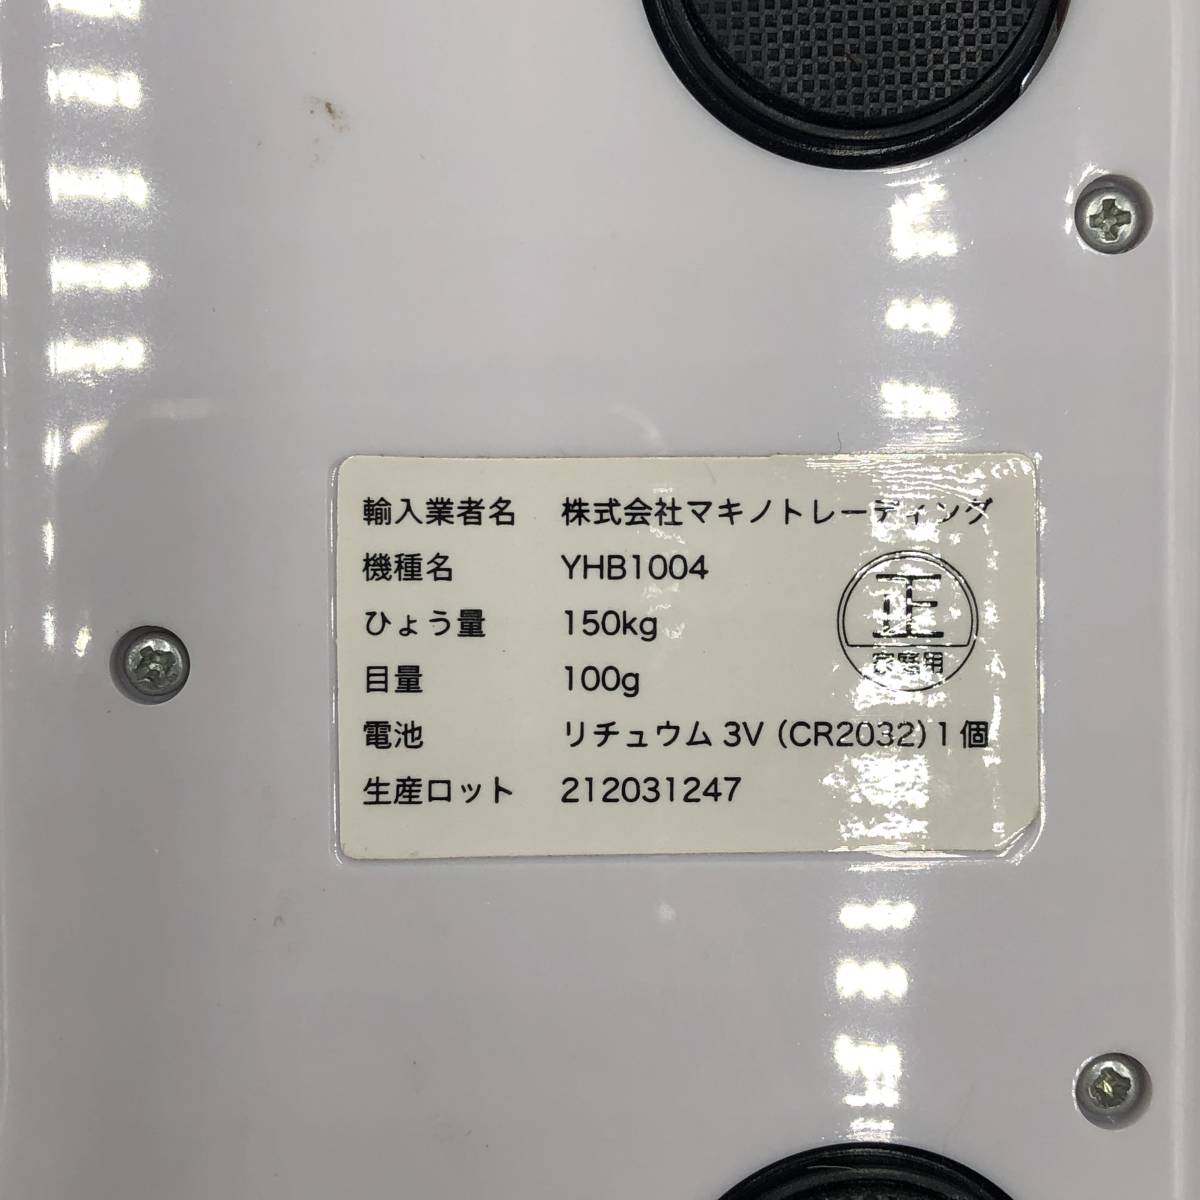 輸入業者名 株式会社マキノトレーディング
機種名 YHB1004
ひょう量 150kg
目量 100g
正
家庭用
電池 リチュウム 3V (CR2032) 1 個
生産ロット 212031247